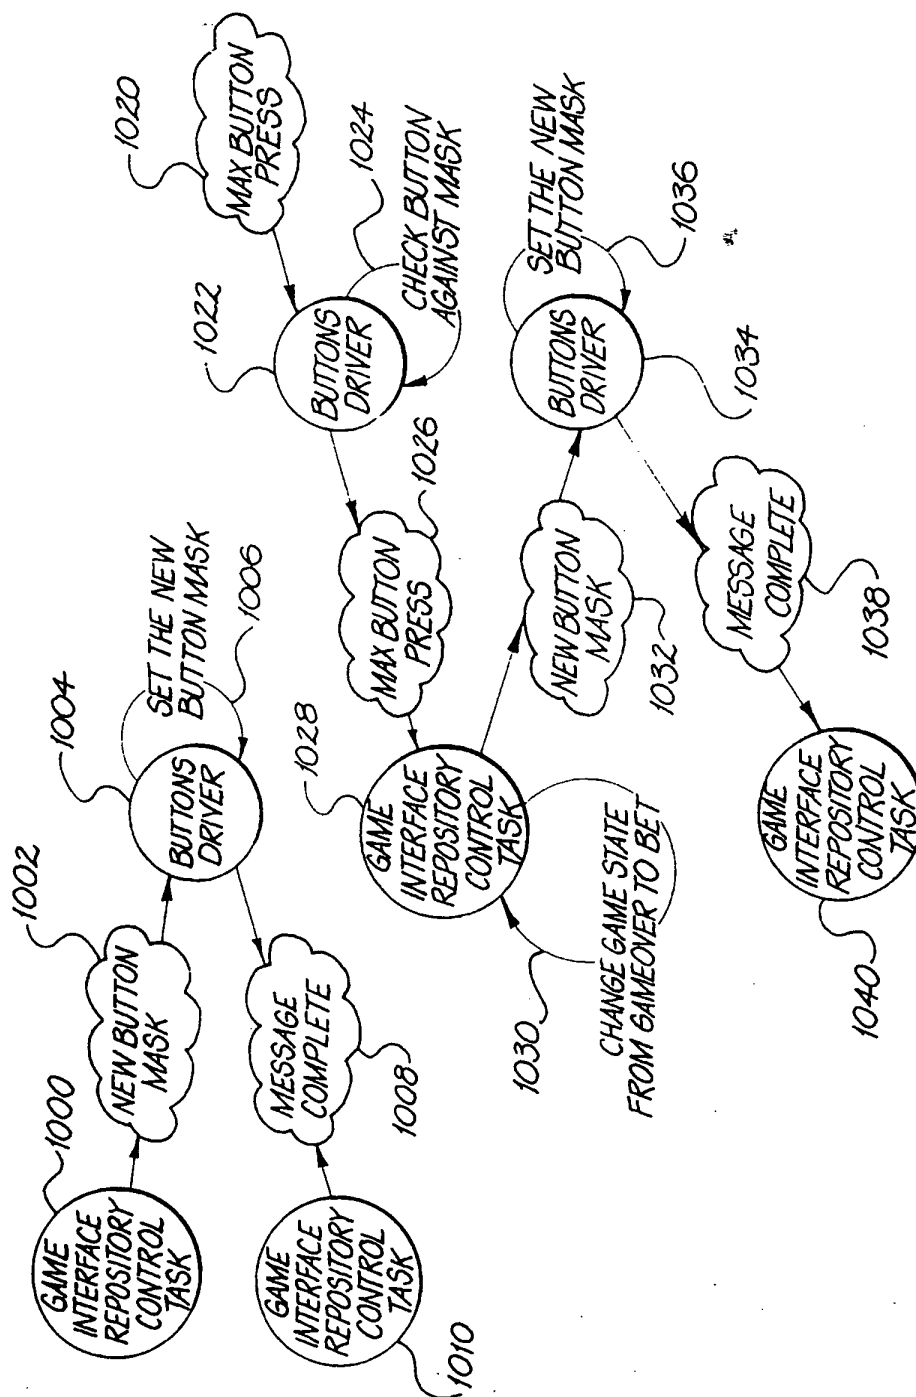 1000
GAME
INTERFACE
REPOSITORY
CONTROL
TASK
1002
NEW BUTTON
MASK
1004
BUTTONS
DRIVER
SET THE NEW
BUTTON MASK
1006
MESSAGE
COMPLETE
1008
GAME
INTERFACE
REPOSITORY
CONTROL
TASK
1010
1020
MAX BUTTON
PRESS
1022
BUTTONS
DRIVER
1024
CHECK BUTTON
AGAINST MASK
1026
MAX BUTTON
PRESS
1028
GAME
INTERFACE
REPOSITORY
CONTROL
TASK
1030
CHANGE GAME STATE
FROM GAMEOVER TO BET
NEW BUTTON
MASK
1032
BUTTONS
DRIVER
1034
SET THE NEW
BUTTON MASK
1036
MESSAGE
COMPLETE
1038
GAME
INTERFACE
REPOSITORY
CONTROL
TASK
1040